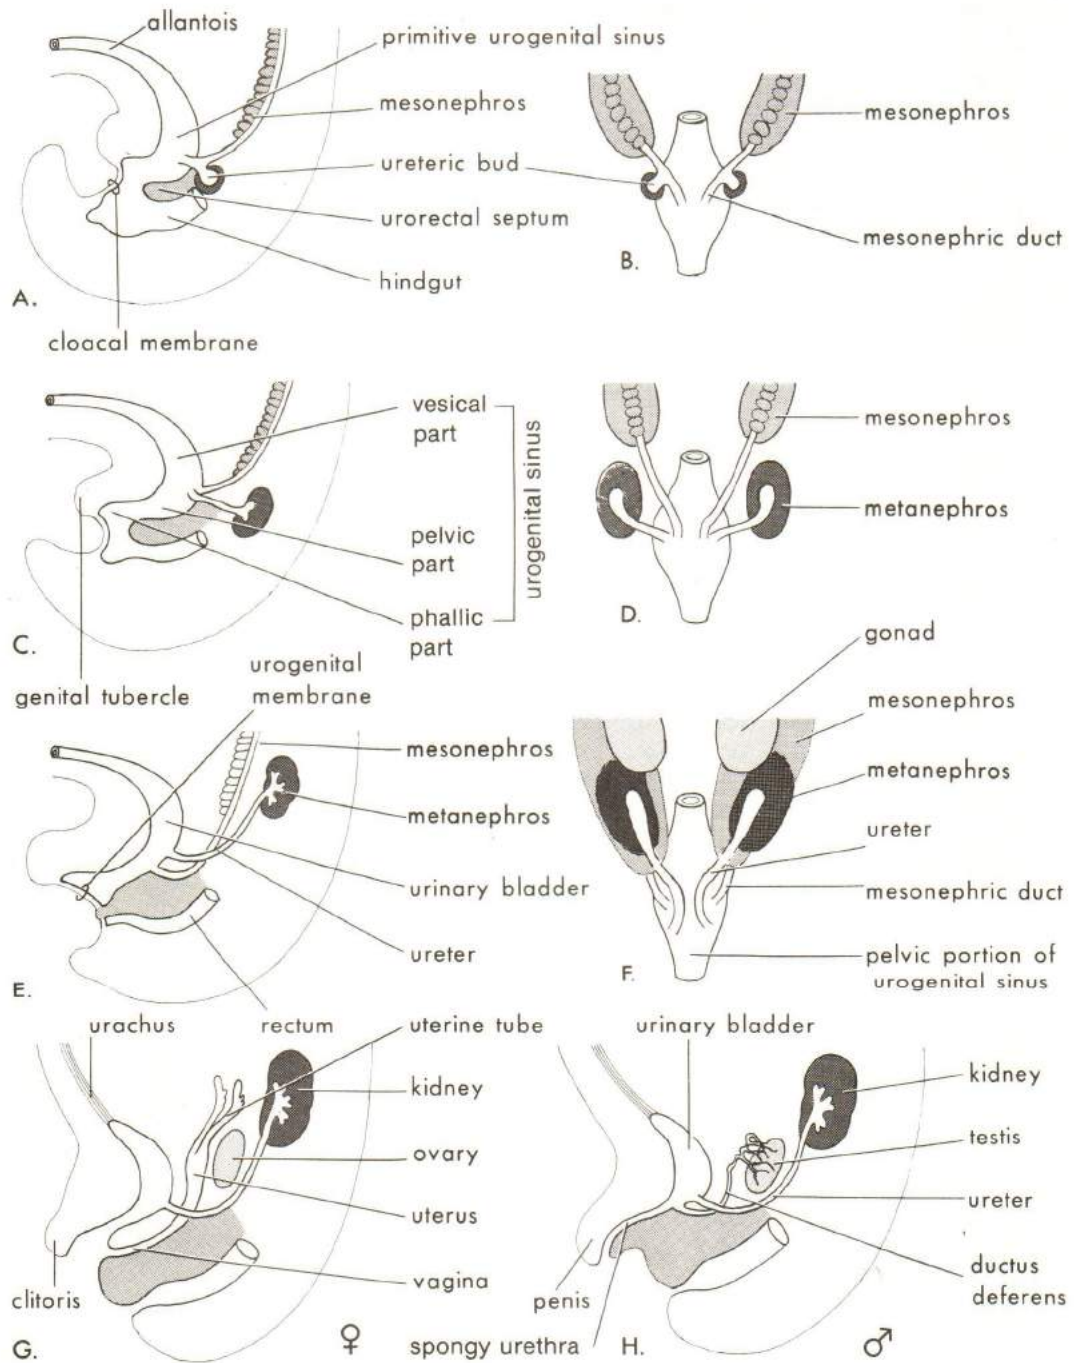 allantois
primitive urogenital sinus
mesonephros
ureteric bud
urorectal septum
hindgut
A.
cloacal membrane
mesonephros
mesonephric duct
B.
vesical
part
pelvic
part
phallic
part
urogenital sinus
C.
genital tubercle
mesonephros
metanephros
D.
urogenital
membrane
mesonephros
metanephros
urinary bladder
ureter
E.
rectum
gonad
mesonephros
metanephros
ureter
mesonephric duct
pelvic portion of
urogenital sinus
F.
urachus
uterine tube
kidney
ovary
uterus
vagina
clitoris
G.
♀
urinary bladder
kidney
testis
ureter
ductus
deferens
penis
spongy urethra
H.
♂